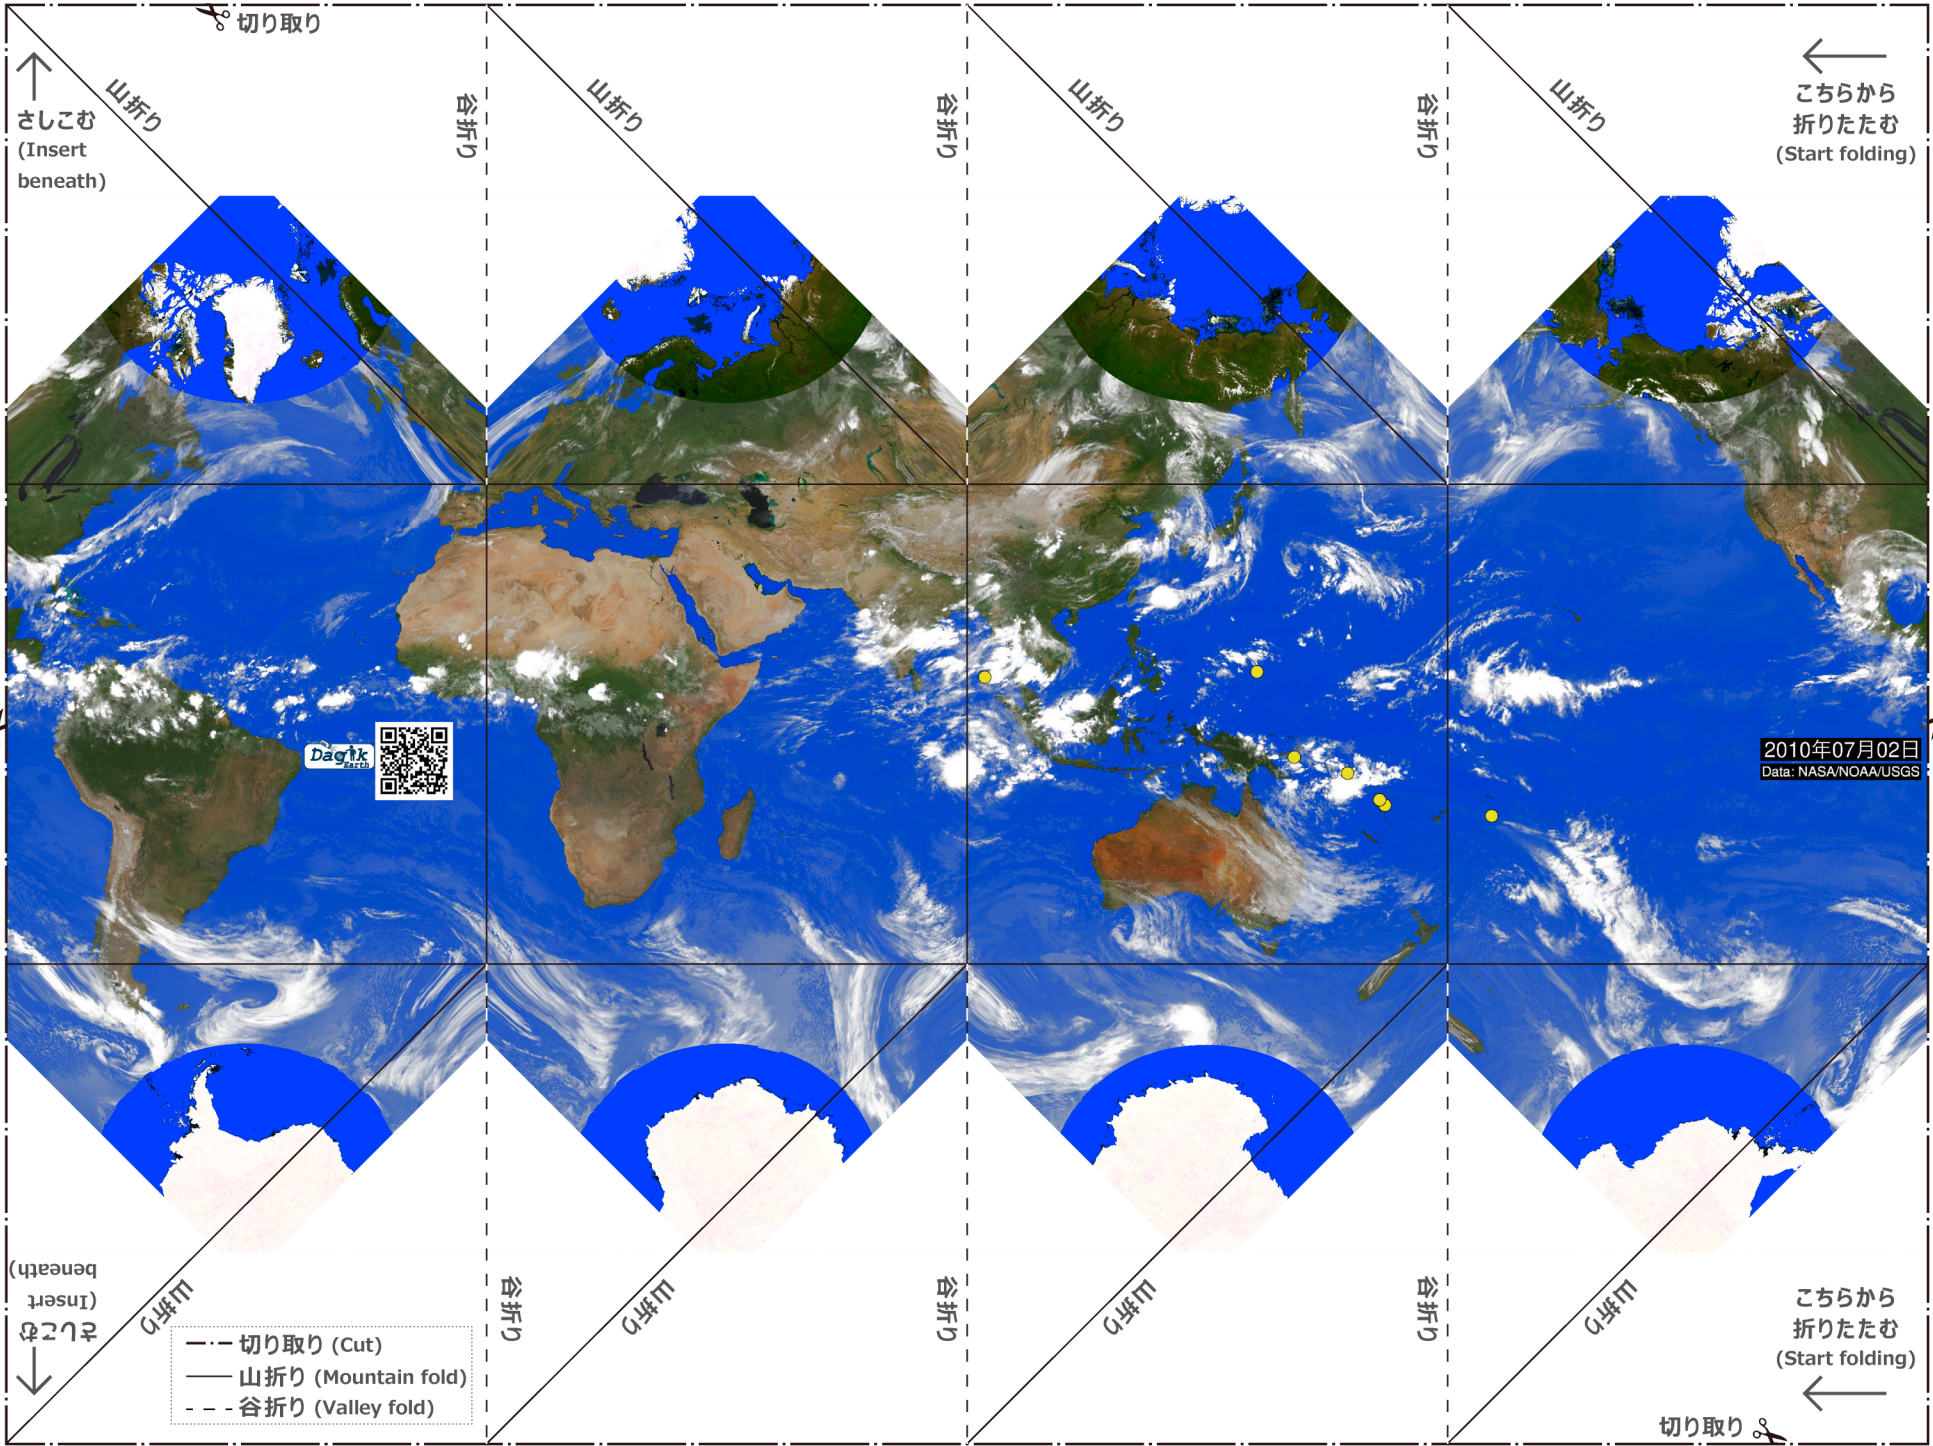 切り取り
山折り
谷折り
山折り
谷折り
山折り
谷折り
山折り
さしこむ
(Insert
beneath)
こちらから
折りたたむ
(Start folding)
Dagik
Earth
2010年07月02日
Data: NASA/NOAA/USGS
さしこむ
(Insert
beneath)
山折り
谷折り
山折り
谷折り
山折り
谷折り
山折り
切り取り (Cut)
山折り (Mountain fold)
谷折り (Valley fold)
こちらから
折りたたむ
(Start folding)
切り取り